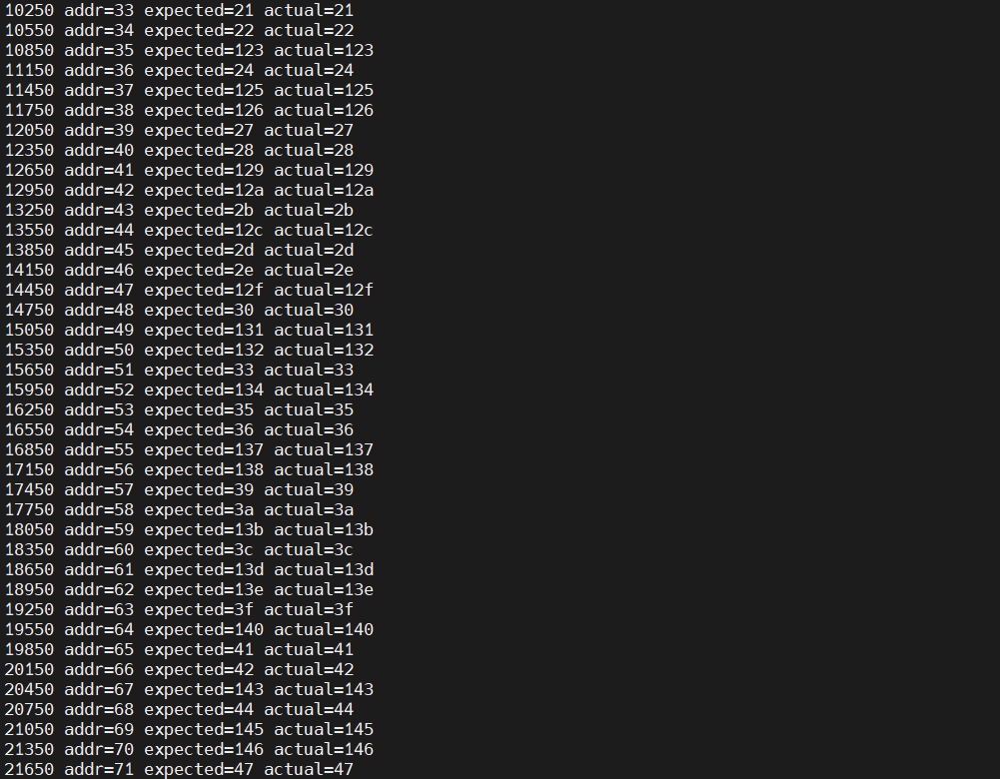 10250 addr=33 expected=21 actual=21
10550 addr=34 expected=22 actual=22
10850 addr=35 expected=123 actual=123
11150 addr=36 expected=24 actual=24
11450 addr=37 expected=125 actual=125
11750 addr=38 expected=126 actual=126
12050 addr=39 expected=27 actual=27
12350 addr=40 expected=28 actual=28
12650 addr=41 expected=129 actual=129
12950 addr=42 expected=12a actual=12a
13250 addr=43 expected=2b actual=2b
13550 addr=44 expected=12c actual=12c
13850 addr=45 expected=2d actual=2d
14150 addr=46 expected=2e actual=2e
14450 addr=47 expected=12f actual=12f
14750 addr=48 expected=30 actual=30
15050 addr=49 expected=131 actual=131
15350 addr=50 expected=132 actual=132
15650 addr=51 expected=33 actual=33
15950 addr=52 expected=134 actual=134
16250 addr=53 expected=35 actual=35
16550 addr=54 expected=36 actual=36
16850 addr=55 expected=137 actual=137
17150 addr=56 expected=138 actual=138
17450 addr=57 expected=39 actual=39
17750 addr=58 expected=3a actual=3a
18050 addr=59 expected=13b actual=13b
18350 addr=60 expected=3c actual=3c
18650 addr=61 expected=13d actual=13d
18950 addr=62 expected=13e actual=13e
19250 addr=63 expected=3f actual=3f
19550 addr=64 expected=140 actual=140
19850 addr=65 expected=41 actual=41
20150 addr=66 expected=42 actual=42
20450 addr=67 expected=143 actual=143
20750 addr=68 expected=44 actual=44
21050 addr=69 expected=145 actual=145
21350 addr=70 expected=146 actual=146
21650 addr=71 expected=47 actual=47